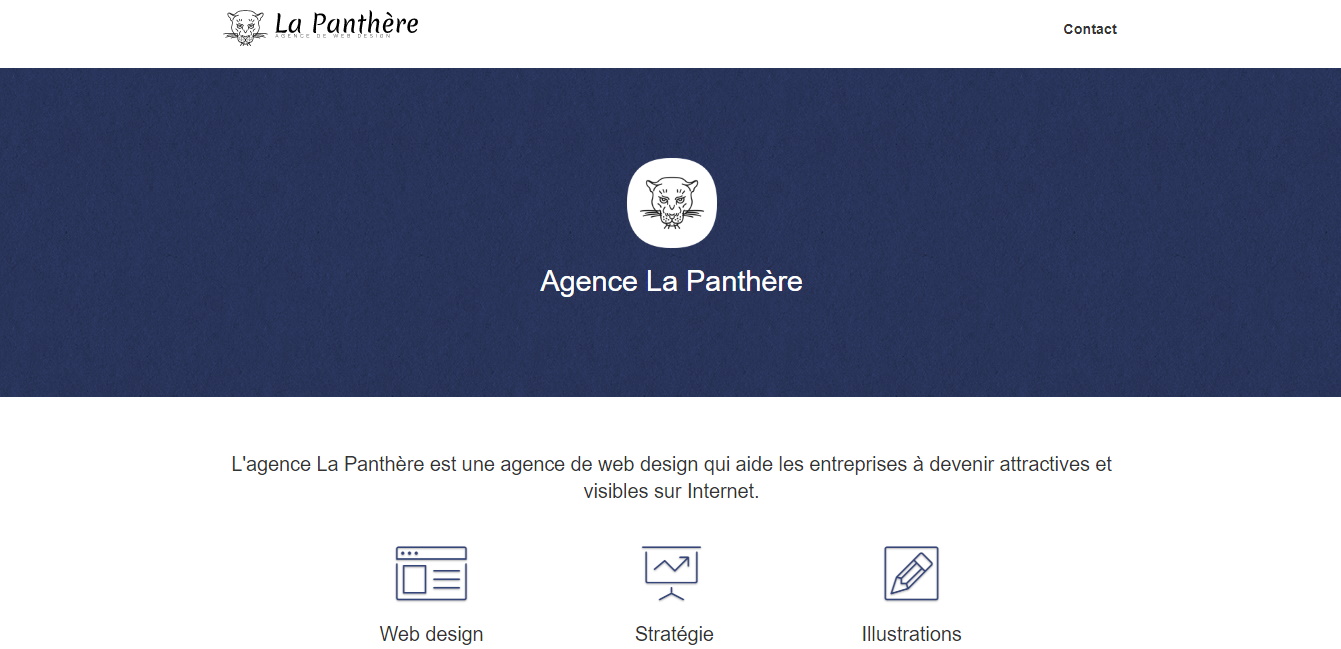 La Panthère
AGENCE DE WEB DESIGN
Contact
Agence La Panthère
L'agence La Panthère est une agence de web design qui aide les entreprises à devenir attractives et
visibles sur Internet.
Web design
Stratégie
Illustrations